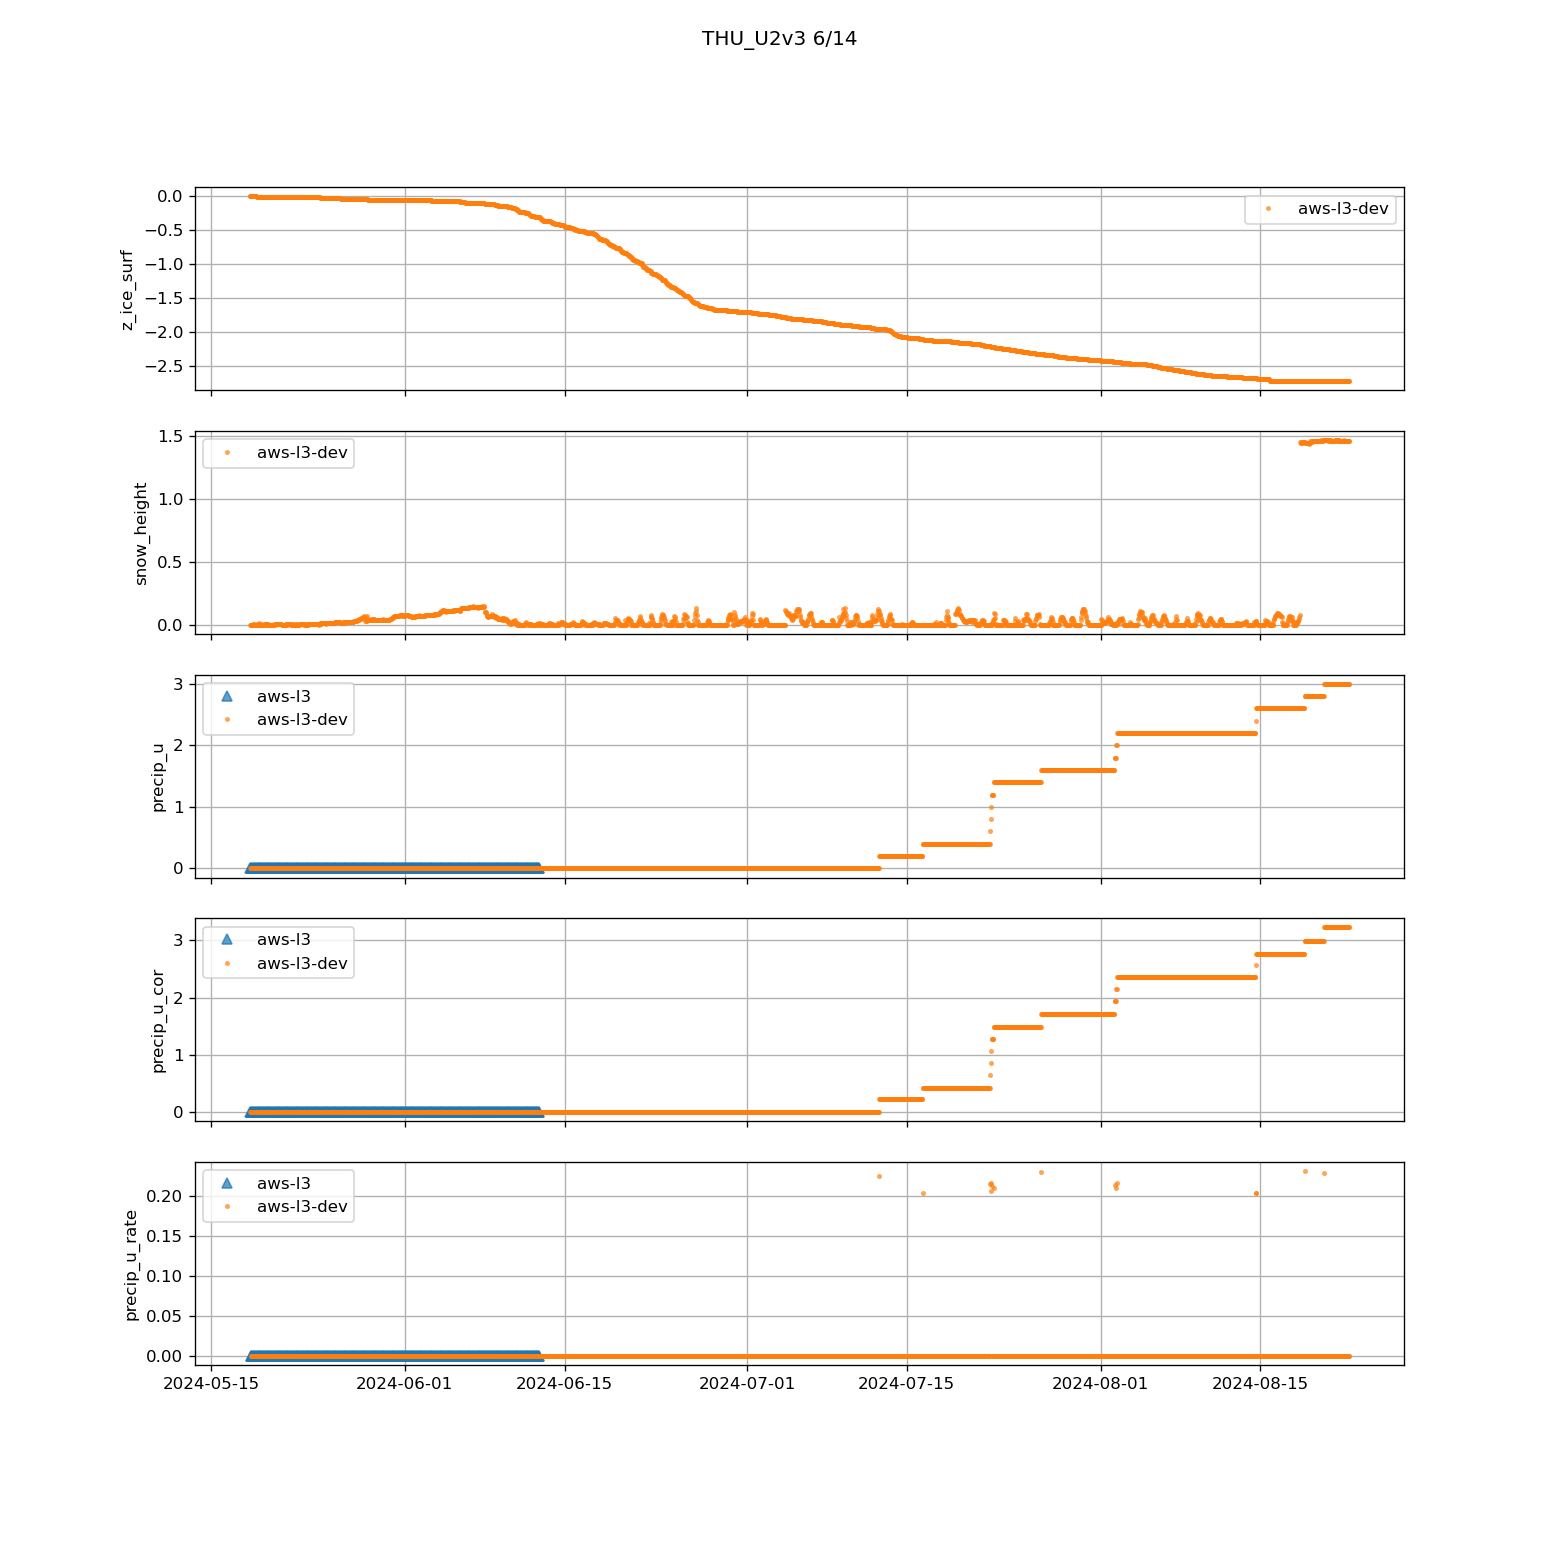 THU_U2v3 6/14
0.0
−0.5
−1.0
−1.5
−2.0
−2.5
z_ice_surf
aws-l3-dev
1.5
1.0
0.5
0.0
snow_height
aws-l3-dev
3
2
1
0
precip_u
aws-l3
aws-l3-dev
3
2
1
0
precip_u_cor
aws-l3
aws-l3-dev
0.20
0.15
0.10
0.05
0.00
precip_u_rate
aws-l3
aws-l3-dev
2024-05-15
2024-06-01
2024-06-15
2024-07-01
2024-07-15
2024-08-01
2024-08-15